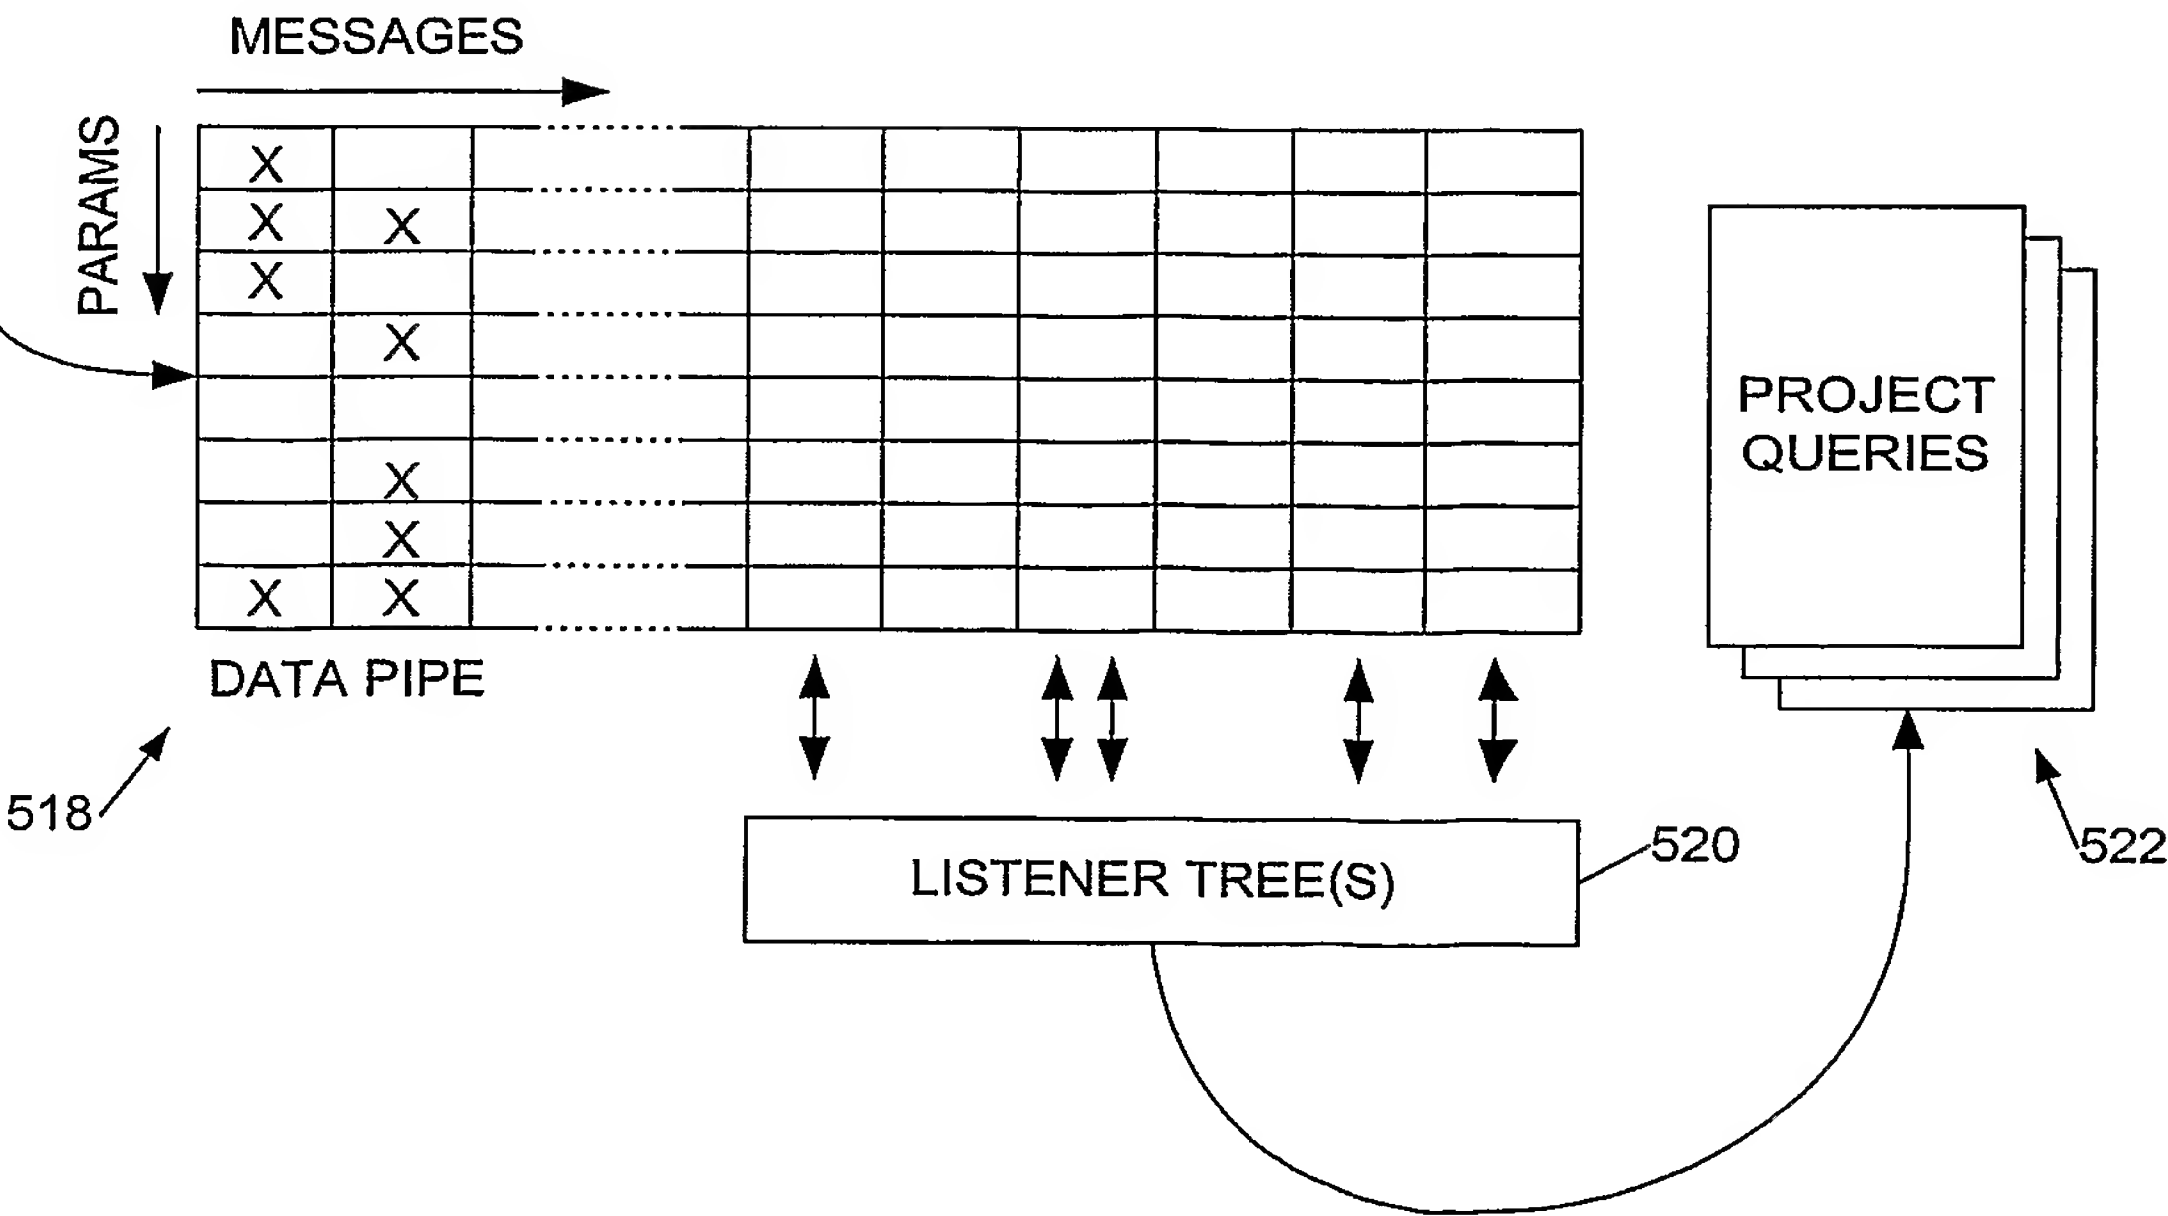 MESSAGES
PARAMS
X
X X
X
X
X
X
X X
PROJECT
QUERIES
DATA PIPE
518
LISTENER TREE(S)
520
522